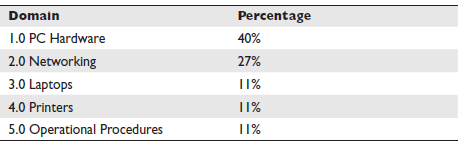 Domain Percentage
1.0 PC Hardware 40%
2.0 Networking 27%
3.0 Laptops 11%
4.0 Printers 11%
5.0 Operational Procedures 11%